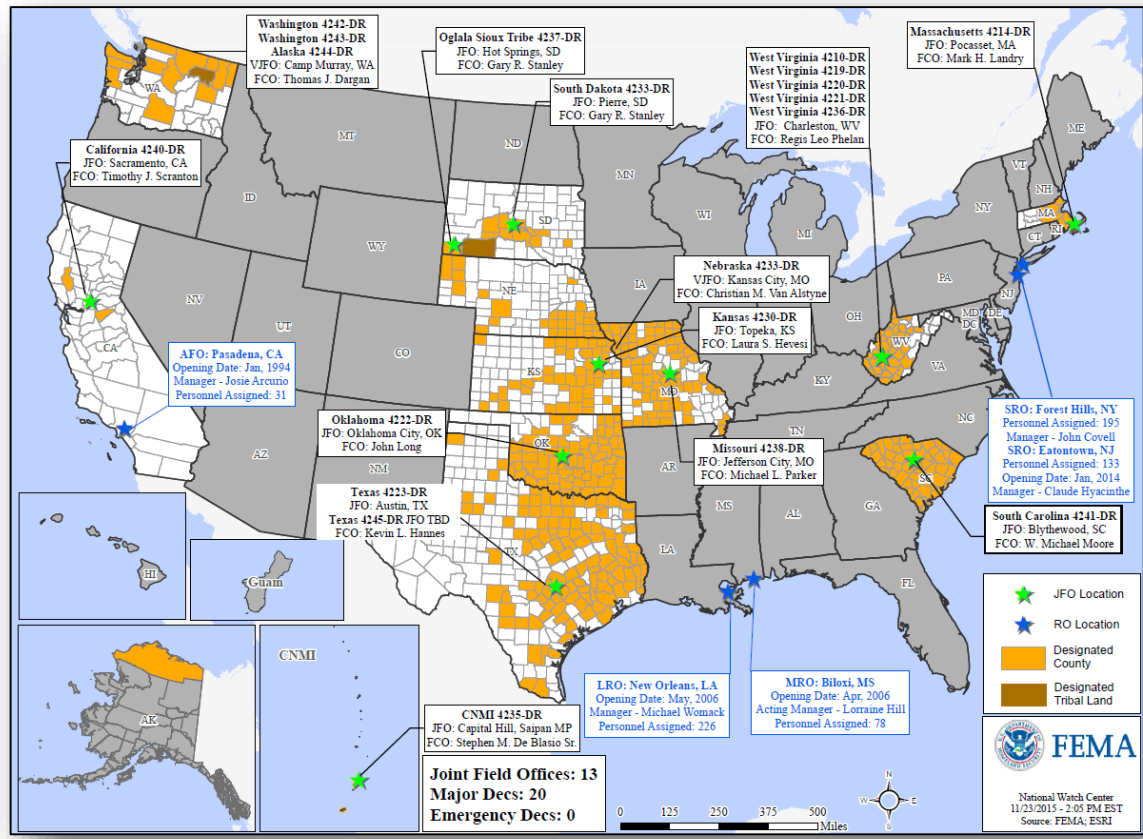 Washington 4242-DR
Washington 4243-DR
Alaska 4244-DR
VJFO: Camp Murray, WA
FCO: Thomas J. Dargan
Oglala Sioux Tribe 4237-DR
JFO: Hot Springs, SD
FCO: Gary R. Stanley
South Dakota 4233-DR
JFO: Pierre, SD
FCO: Gary R. Stanley
West Virginia 4210-DR
West Virginia 4219-DR
West Virginia 4220-DR
West Virginia 4221-DR
West Virginia 4236-DR
JFO: Charleston, WV
FCO: Regis Leo Phelan
Massachusetts 4214-DR
JFO: Pocasset, MA
FCO: Mark H. Landry
California 4240-DR
JFO: Sacramento, CA
FCO: Timothy J. Scranton
Nebraska 4233-DR
VJFO: Kansas City, MO
FCO: Christian M. Van Alstyne
Kansas 4230-DR
JFO: Topeka, KS
FCO: Laura S. Hevesi
AFO: Pasadena, CA
Opening Date: Jan, 1994
Manager - Josie Arcurio
Personnel Assigned: 31
Oklahoma 4222-DR
JFO: Oklahoma City, OK
FCO: John Long
Missouri 4238-DR
JFO: Jefferson City, MO
FCO: Michael L. Parker
SRO: Forest Hills, NY
Personnel Assigned: 195
Manager - John Covell
SRO: Eatontown, NJ
Personnel Assigned: 133
Opening Date: Jan, 2014
Manager - Claude Hyacinthe
Texas 4223-DR
JFO: Austin, TX
Texas 4245-DR JFO TBD
FCO: Kevin L. Hannes
South Carolina 4241-DR
JFO: Blythewood, SC
FCO: W. Michael Moore
LRO: New Orleans, LA
Opening Date: May, 2006
Manager - Michael Womack
Personnel Assigned: 226
MRO: Biloxi, MS
Opening Date: Apr, 2006
Acting Manager - Lorraine Hill
Personnel Assigned: 78
CNMI 4235-DR
JFO: Capital Hill, Saipan MP
FCO: Stephen M. De Blasio Sr.
WA
MT
ND
MN
ID
WY
SD
WI
MI
NY
VT
NH
ME
MA
CT
RI
NV
UT
CO
NE
IA
OH
PA
NJ
MD
DE
DC
CA
KS
MO
KY
WV
VA
AZ
NM
OK
AR
TN
NC
TX
LA
MS
AL
GA
SC
FL
HI
Guam
AK
CNMI
JFO Location
RO Location
Designated
County
Designated
Tribal Land
Joint Field Offices: 13
Major Decs: 20
Emergency Decs: 0
0 125 250 375 500
Miles
N
W
E
S
FEMA
National Watch Center
11/23/2015 - 2:05 PM EST
Source: FEMA; ESRI